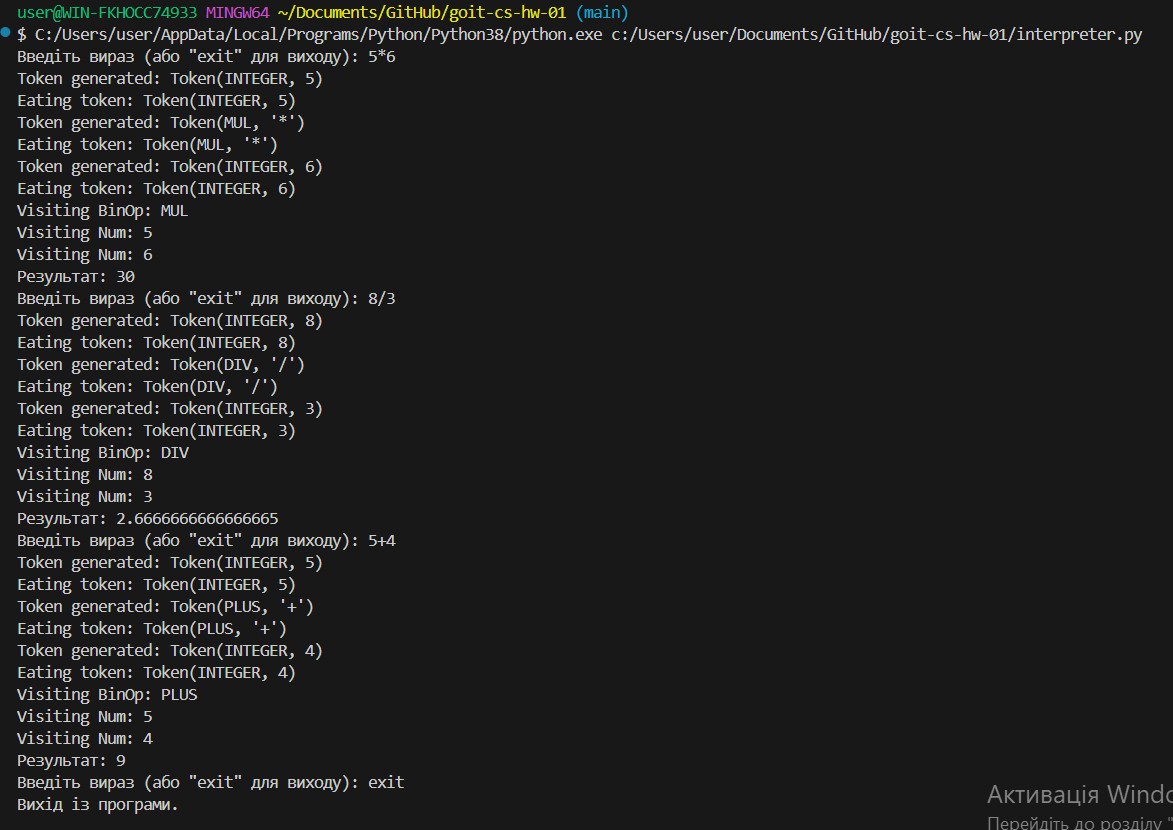 user@WIN-FKHOCC74933 MINGW64 ~/Documents/GitHub/goit-cs-hw-01 (main)
$ C:/Users/user/AppData/Local/Programs/Python/Python38/python.exe c:/Users/user/Documents/GitHub/goit-cs-hw-01/interpreter.py
Введіть вираз (або "exit" для виходу): 5*6
Token generated: Token(INTEGER, 5)
Eating token: Token(INTEGER, 5)
Token generated: Token(MUL, '*')
Eating token: Token(MUL, '*')
Token generated: Token(INTEGER, 6)
Eating token: Token(INTEGER, 6)
Visiting BinOp: MUL
Visiting Num: 5
Visiting Num: 6
Результат: 30
Введіть вираз (або "exit" для виходу): 8/3
Token generated: Token(INTEGER, 8)
Eating token: Token(INTEGER, 8)
Token generated: Token(DIV, '/')
Eating token: Token(DIV, '/')
Token generated: Token(INTEGER, 3)
Eating token: Token(INTEGER, 3)
Visiting BinOp: DIV
Visiting Num: 8
Visiting Num: 3
Результат: 2.6666666666666665
Введіть вираз (або "exit" для виходу): 5+4
Token generated: Token(INTEGER, 5)
Eating token: Token(INTEGER, 5)
Token generated: Token(PLUS, '+')
Eating token: Token(PLUS, '+')
Token generated: Token(INTEGER, 4)
Eating token: Token(INTEGER, 4)
Visiting BinOp: PLUS
Visiting Num: 5
Visiting Num: 4
Результат: 9
Введіть вираз (або "exit" для виходу): exit
Вихід із програми.
Активація Windo
Перейдіть до розділу "